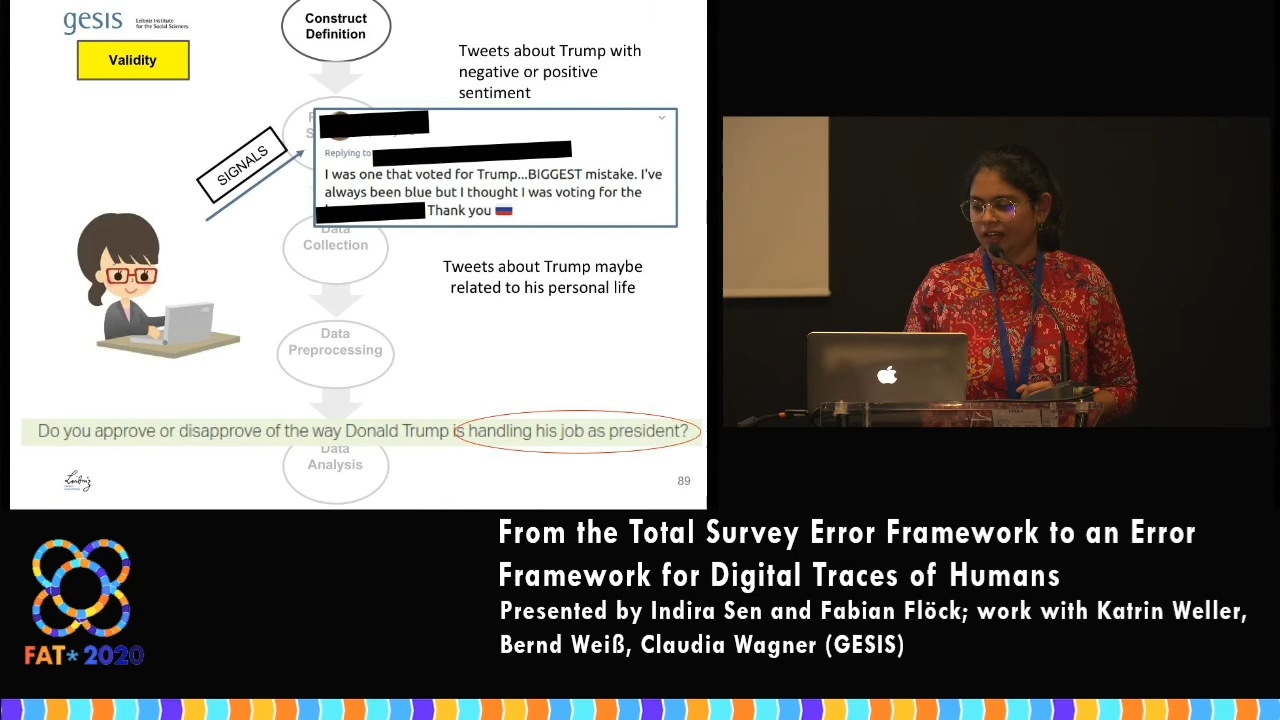 gesis
Leibniz Institute
for the Social Sciences
Validity
Construct
Definition
Tweets about Trump with
negative or positive
sentiment
SIGNALS
Replying to
I was one that voted for Trump...BIGGEST mistake. I've
always been blue but I thought I was voting for the
Thank you
Data
Collection
Tweets about Trump maybe
related to his personal life
Data
Preprocessing
Do you approve or disapprove of the way Donald Trump is handling his job as president?
Data
Analysis
Leibniz
89
From the Total Survey Error Framework to an Error
Framework for Digital Traces of Humans
Presented by Indira Sen and Fabian Flöck; work with Katrin Weller,
Bernd Weiß, Claudia Wagner (GESIS)
FAT* 2020